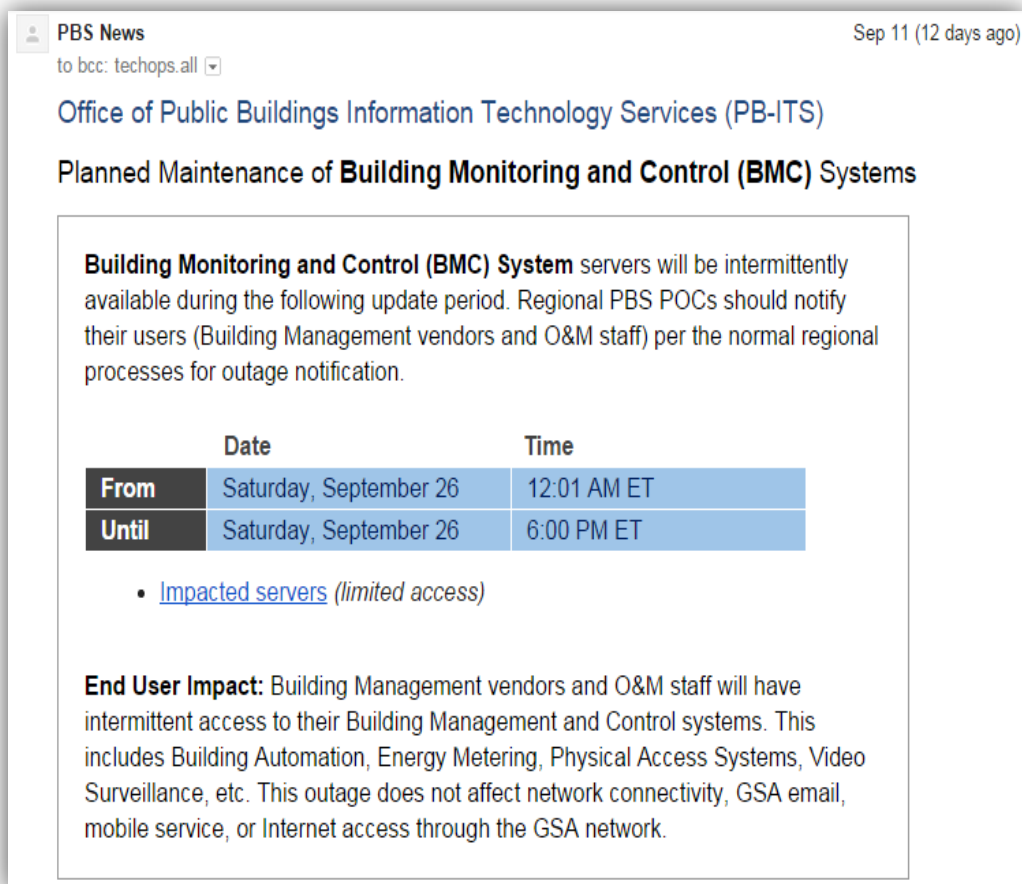 PBS News
Sep 11 (12 days ago)
to bcc: techops.all
Office of Public Buildings Information Technology Services (PB-ITS)
Planned Maintenance of Building Monitoring and Control (BMC) Systems
Building Monitoring and Control (BMC) System servers will be intermittently
available during the following update period. Regional PBS POCs should notify
their users (Building Management vendors and O&M staff) per the normal regional
processes for outage notification.
Date Time
From Saturday, September 26 12:01 AM ET
Until Saturday, September 26 6:00 PM ET
• Impacted servers (limited access)
End User Impact: Building Management vendors and O&M staff will have
intermittent access to their Building Management and Control systems. This
includes Building Automation, Energy Metering, Physical Access Systems, Video
Surveillance, etc. This outage does not affect network connectivity, GSA email,
mobile service, or Internet access through the GSA network.